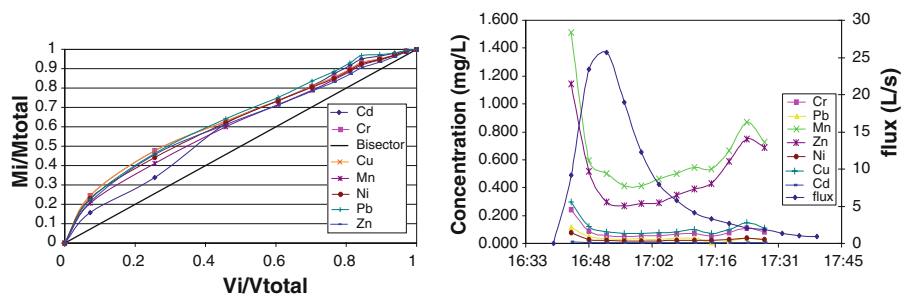 Mi/Mtotal
1
0.9
0.8
0.7
0.6
0.5
0.4
0.3
0.2
0.1
0
0
0.2
0.4
0.6
0.8
1
Vi/Vtotal
Cd
Cr
Bisector
Cu
Mn
Ni
Pb
Zn
Concentration (mg/L)
1.600
1.400
1.200
1.000
0.800
0.600
0.400
0.200
0.000
16:33
16:48
17:02
17:16
17:31
17:45
30
25
20
15
10
5
0
flux (L/s)
Cr
Pb
Mn
Zn
Ni
Cu
Cd
flux